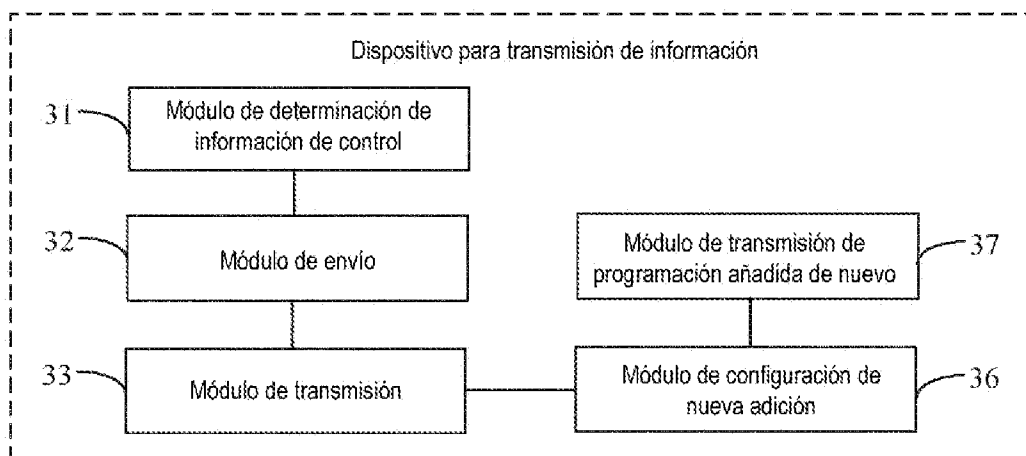 Dispositivo para transmisión de información
31
Módulo de determinación de
información de control
32
Módulo de envío
37
Módulo de transmisión de
programación añadida de nuevo
33
Módulo de transmisión
36
Módulo de configuración de
nueva adición